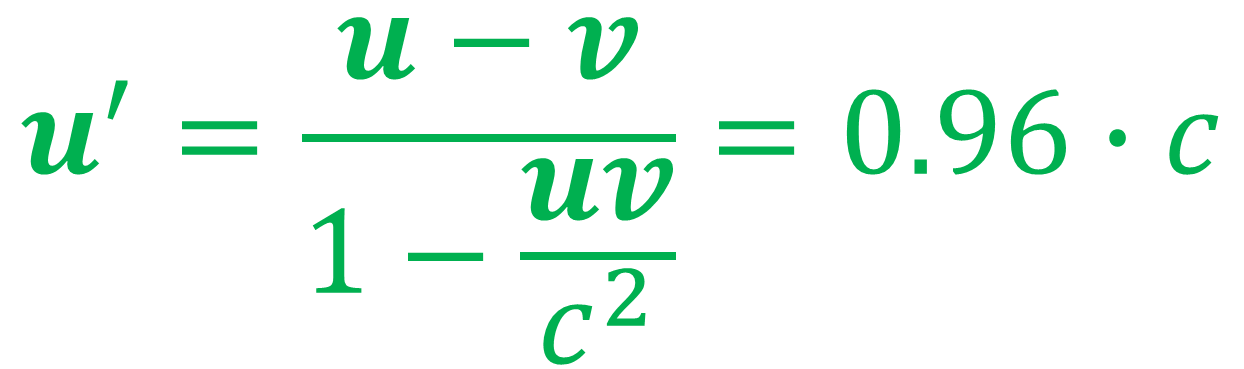 u′ = (u − v) / (1 − uv/c²) = 0.96 · c